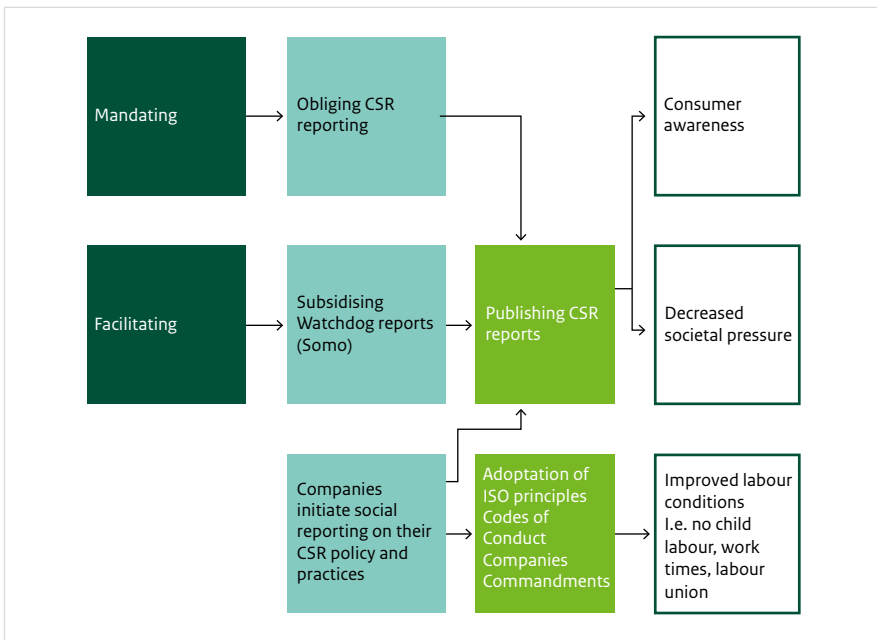 Mandating
Obliging CSR
reporting
Consumer
awareness
Facilitating
Subsidising
Watchdog reports
(Somo)
Publishing CSR
reports
Decreased
societal pressure
Companies
initiate social
reporting on their
CSR policy and
practices
Adoptation of
ISO principles
Codes of
Conduct
Companies
Commandments
Improved labour
conditions
I.e. no child
labour, work
times, labour
union